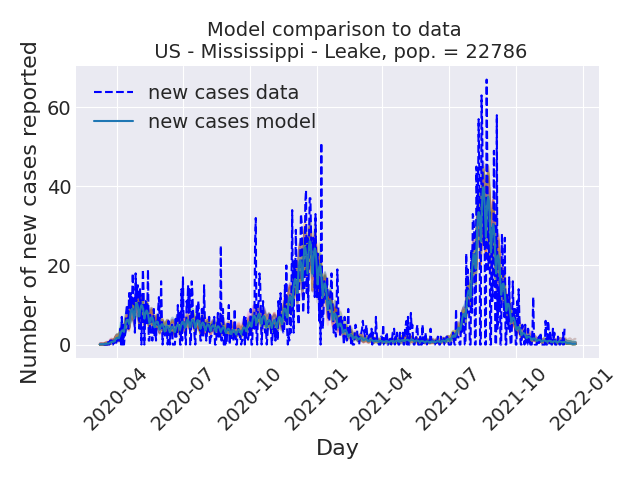 Model comparison to data
US - Mississippi - Leake, pop. = 22786
Number of new cases reported
new cases data
new cases model
60
40
20
0
2020-04
2020-07
2020-10
2021-01
2021-04
2021-07
2021-10
2022-01
Day